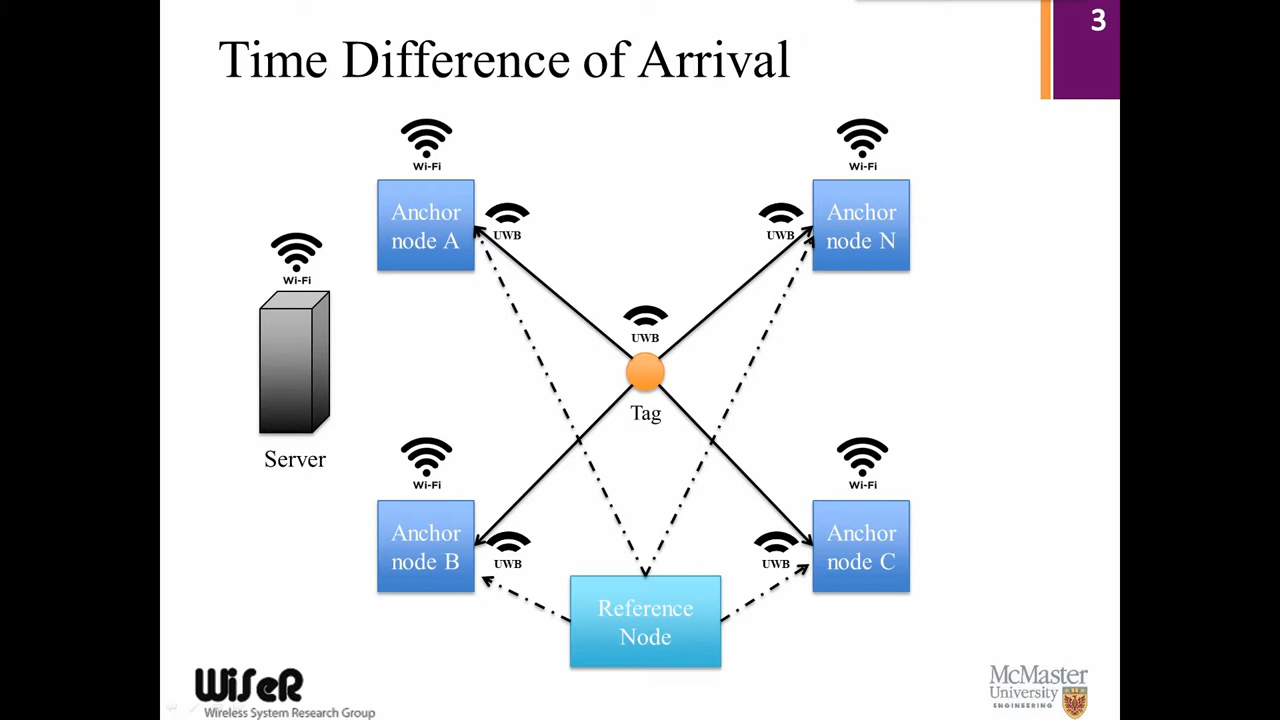 3
Time Difference of Arrival
Wi-Fi
Wi-Fi
Anchor
node A
UWB
UWB
Anchor
node N
Wi-Fi
UWB
Tag
Server
Wi-Fi
Wi-Fi
Anchor
node B
UWB
UWB
Anchor
node C
Reference
Node
WiSeR
Wireless System Research Group
McMaster
University
ENGINEERING